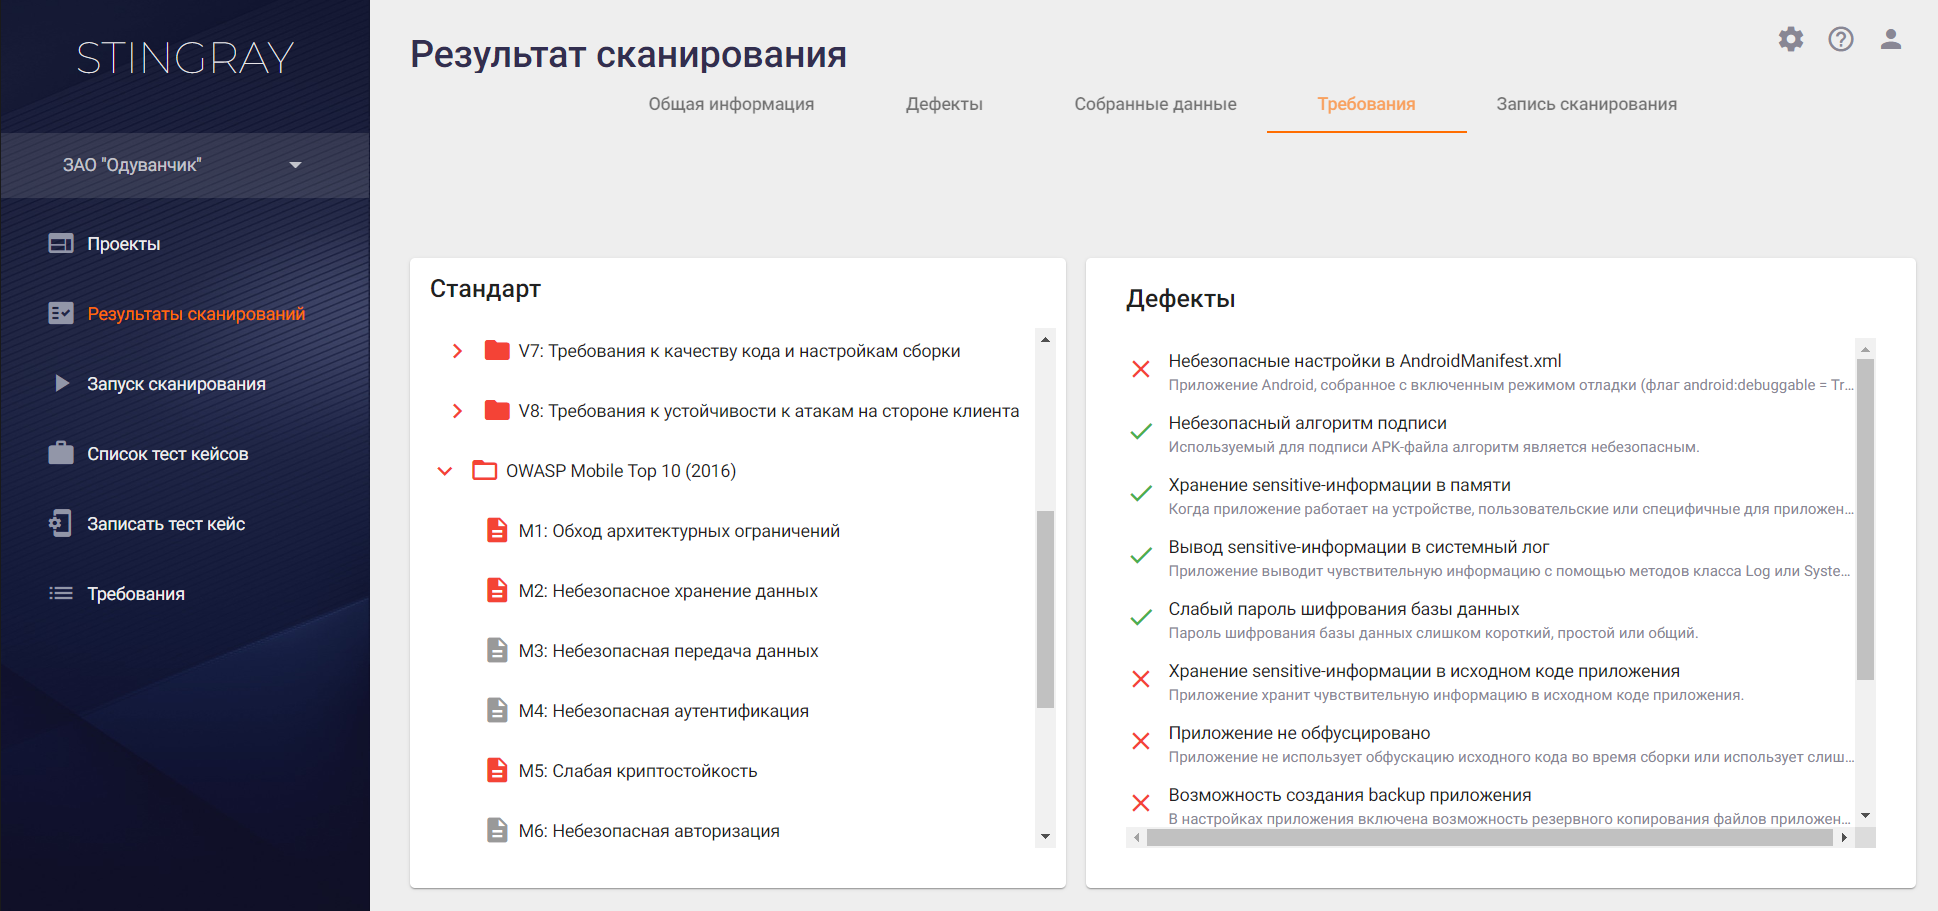 STINGRAY
ЗАО "Одуванчик"
Проекты
Результаты сканирований
Запуск сканирования
Список тест кейсов
Записать тест кейс
Требования
Результат сканирования
Общая информация
Дефекты
Собранные данные
Требования
Запись сканирования
Стандарт
V7: Требования к качеству кода и настройкам сборки
V8: Требования к устойчивости к атакам на стороне клиента
OWASP Mobile Top 10 (2016)
M1: Обход архитектурных ограничений
M2: Небезопасное хранение данных
M3: Небезопасная передача данных
M4: Небезопасная аутентификация
M5: Слабая криптостойкость
M6: Небезопасная авторизация
Дефекты
Небезопасные настройки в AndroidManifest.xml
Приложение Android, собранное с включенным режимом отладки (флаг android:debuggable = Tr...
Небезопасный алгоритм подписи
Используемый для подписи APK-файла алгоритм является небезопасным.
Хранение sensitive-информации в памяти
Когда приложение работает на устройстве, пользовательские или специфичные для приложен...
Вывод sensitive-информации в системный лог
Приложение выводит чувствительную информацию с помощью методов класса Log или Syste...
Слабый пароль шифрования базы данных
Пароль шифрования базы данных слишком короткий, простой или общий.
Хранение sensitive-информации в исходном коде приложения
Приложение хранит чувствительную информацию в исходном коде приложения.
Приложение не обфусцировано
Приложение не использует обфускацию исходного кода во время сборки или использует слиш...
Возможность создания backup приложения
В настройках приложения включена возможность резервного копирования файлов приложен...